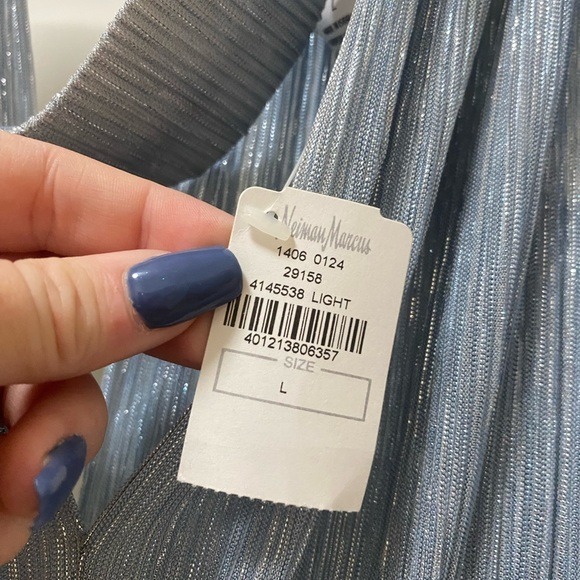 Neiman Marcus
1406 0124
29158
4145538 LIGHT
401213806357
SIZE
L